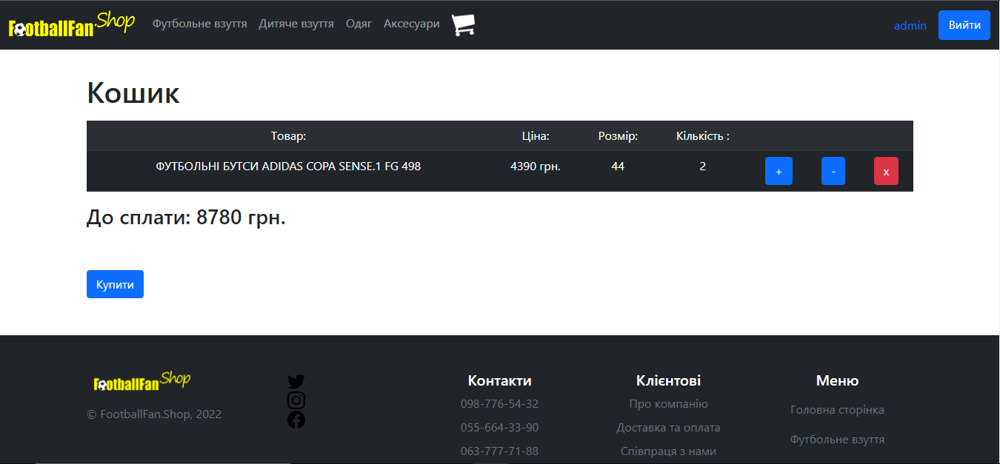 FootballFan.Shop Футбольне взуття Дитяче взуття Одяг Аксесуари admin Вийти
Кошик
Товар: Ціна: Розмір: Кількість :
ФУТБОЛЬНІ БУТСИ ADIDAS COPA SENSE.1 FG 498 4390 грн. 44 2 + - x
До сплати: 8780 грн.
Купити
FootballFan.Shop
© FootballFan.Shop, 2022
Контакти
098-776-54-32
055-664-33-90
063-777-71-88
Клієнтові
Про компанію
Доставка та оплата
Співпраця з нами
Меню
Головна сторінка
Футбольне взуття